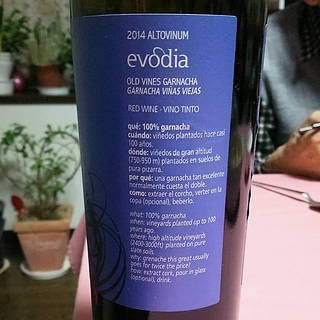 2014 ALTOVINUM
evodia
OLD VINES GARNACHA
GARNACHA VIÑAS VIEJAS
RED WINE · VINO TINTO
qué: 100% garnacha
cuándo: viñedos plantados hace casi
100 años.
dónde: viñedos de gran altitud
(750-950 m) plantados en suelos de
pura pizarra.
por qué: una garnacha tan excelente
normalmente cuesta el doble.
cómo: extraer el corcho, verter en la
copa (opcional), beberlo.
what: 100% garnacha
when: vineyards planted up to 100
years ago
where: high altitude vineyards
(2400-3000ft) planted on pure
slate soils.
why: grenache this great usually
goes for twice the price!
how: extract cork, pour in glass
(optional), drink.